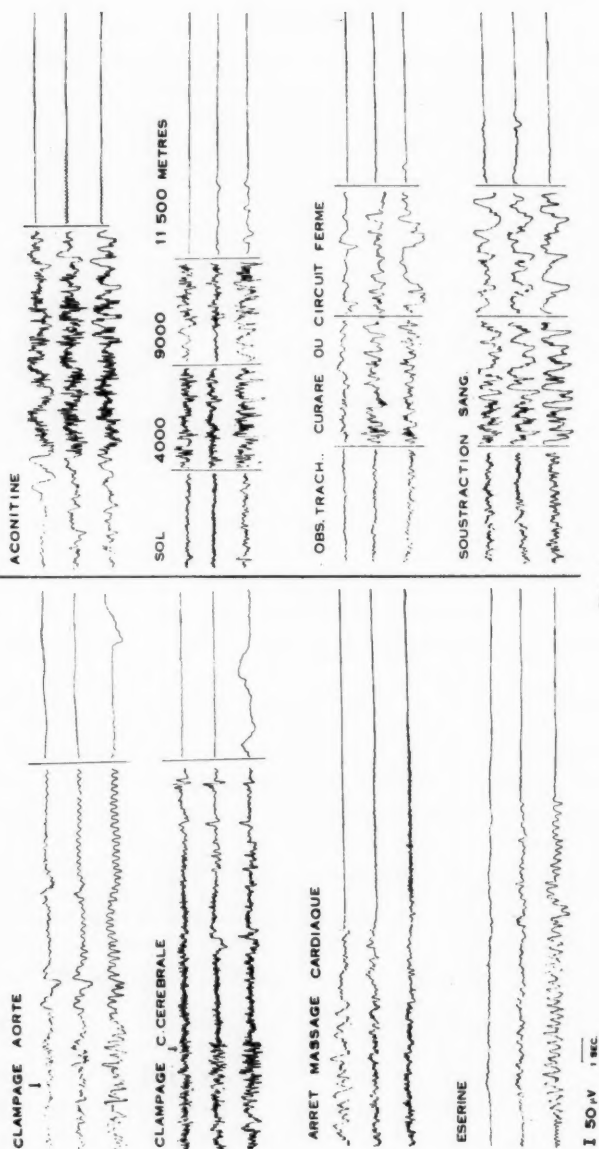 CLAMPAGE AORTE
CLAMPAGE C. CEREBRALE
ARRET MASSAGE CARDIAQUE
ESERINE
I 50 µV 1 SEC.
ACONITINE
SOL 4000 9000 11 500 METRES
OBS. TRACH.. CURARE OU CIRCUIT FERME
SOUSTRACTION SANG.